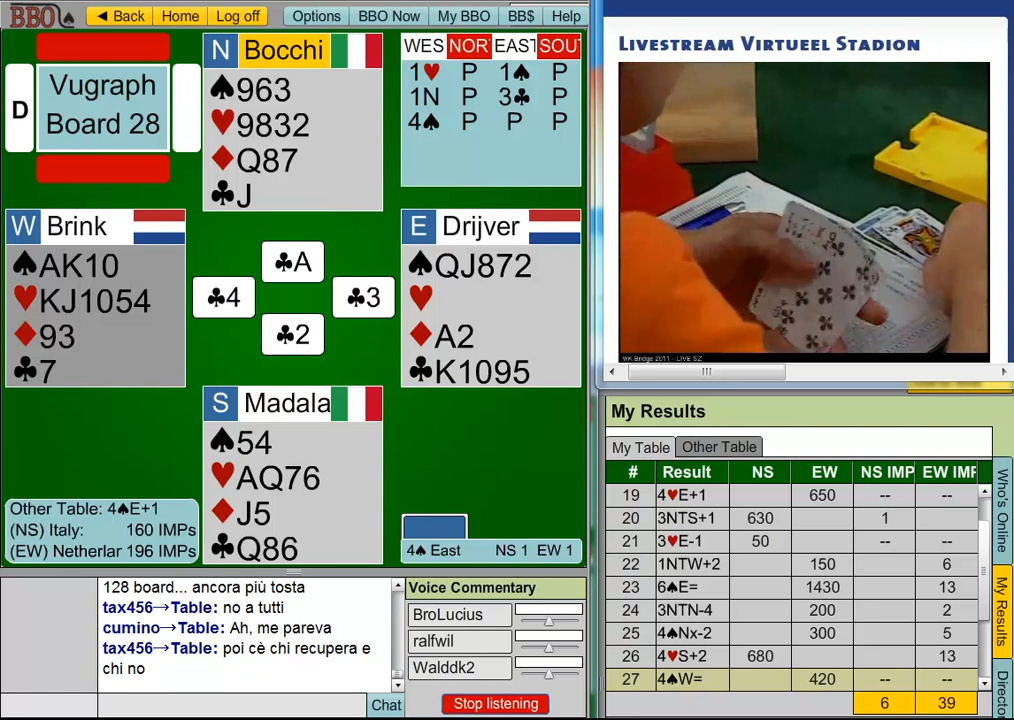 BBO♠ ◄ Back Home Log off Options BBO Now My BBO BB$ Help
D Vugraph
Board 28
N Bocchi
♠963
♥9832
♦Q87
♣J
WES NOR EAST SOUT
1♥ P 1♠ P
1N P 3♣ P
4♠ P P P
W Brink
♠AK10
♥KJ1054
♦93
♣7
♣A
♣4 ♣3
♣2
E Drijver
♠QJ872
♥
♦A2
♣K1095
S Madala
♠54
♥AQ76
♦J5
♣Q86
Other Table: 4♠E+1
(NS) Italy: 160 IMPs
(EW) Netherlar 196 IMPs
4♠ East NS 1 EW 1
128 board... ancora più tosta
tax456→Table: no a tutti
cumino→Table: Ah, me pareva
tax456→Table: poi cè chi recupera e
chi no
Chat
Voice Commentary
BroLucius
ralfwil
Walddk2
Stop listening
Livestream Virtueel Stadion
WK Bridge 2011 - LIVE SZ
My Results
My Table Other Table
# Result NS EW NS IMP EW IMF
19 4♥E+1 650 -- --
20 3NTS+1 630 1
21 3♥E-1 50 -- --
22 1NTW+2 150 6
23 6♠E= 1430 13
24 3NTN-4 200 2
25 4♠Nx-2 300 5
26 4♥S+2 680 13
27 4♠W= 420 -- --
6 39
Who's Online
My Results
Director